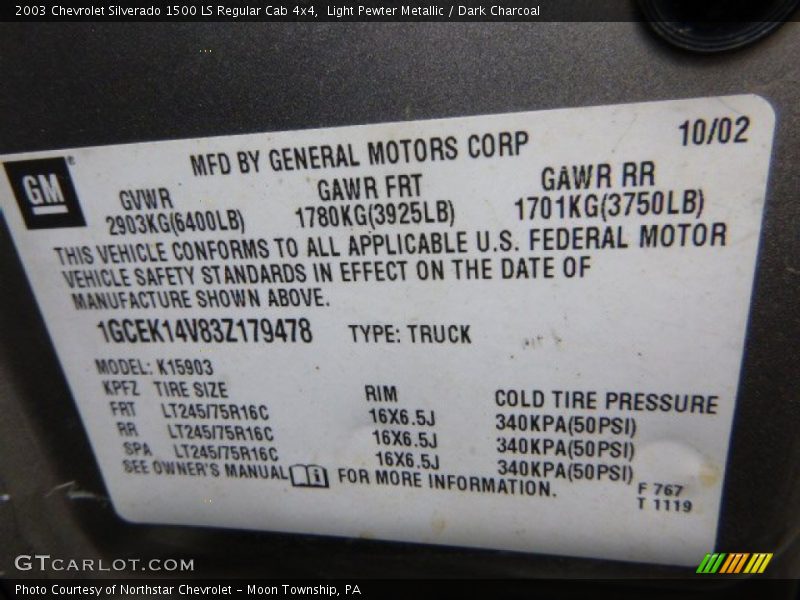 2003 Chevrolet Silverado 1500 LS Regular Cab 4x4,  Light Pewter Metallic / Dark Charcoal
10/02
MFD BY GENERAL MOTORS CORP
GM®
GVWR GAWR FRT GAWR RR
2903KG(6400LB) 1780KG(3925LB) 1701KG(3750LB)
THIS VEHICLE CONFORMS TO ALL APPLICABLE U.S. FEDERAL MOTOR
VEHICLE SAFETY STANDARDS IN EFFECT ON THE DATE OF
MANUFACTURE SHOWN ABOVE.
1GCEK14V83Z179478 TYPE: TRUCK
MODEL: K15903
KPFZ TIRE SIZE RIM COLD TIRE PRESSURE
FRT LT245/75R16C 16X6.5J 340KPA(50PSI)
RR LT245/75R16C 16X6.5J 340KPA(50PSI)
SPA LT245/75R16C 16X6.5J 340KPA(50PSI)
SEE OWNER'S MANUAL i FOR MORE INFORMATION.
F 767
T 1119
GTCARLOT.COM
Photo Courtesy of Northstar Chevrolet - Moon Township, PA